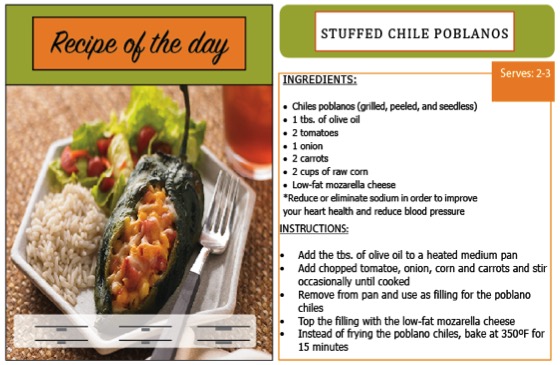 Recipe of the day
STUFFED CHILE POBLANOS
Serves: 2-3
INGREDIENTS:
• Chiles poblanos (grilled, peeled, and seedless)
• 1 tbs. of olive oil
• 2 tomatoes
• 1 onion
• 2 carrots
• 2 cups of raw corn
• Low-fat mozarella cheese
*Reduce or eliminate sodium in order to improve
your heart health and reduce blood pressure
INSTRUCTIONS:
• Add the tbs. of olive oil to a heated medium pan
• Add chopped tomatoe, onion, corn and carrots and stir
occasionally until cooked
• Remove from pan and use as filling for the poblano
chiles
• Top the filling with the low-fat mozarella cheese
• Instead of frying the poblano chiles, bake at 350ºF for
15 minutes